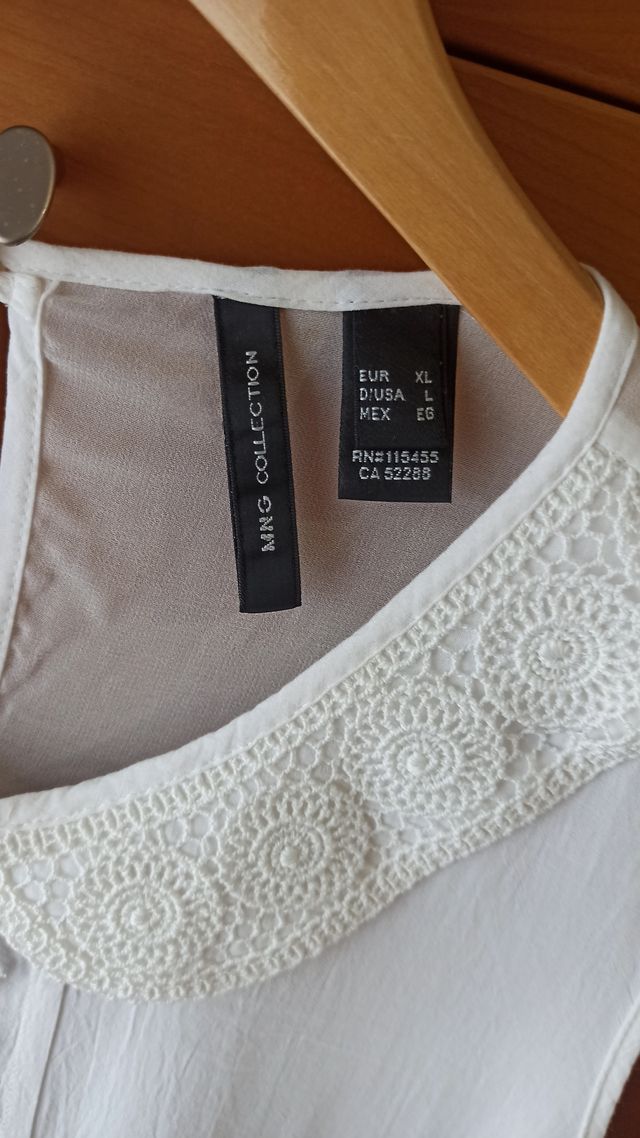 MNG COLLECTION
EUR XL
D/USA L
MEX EG
RN#115455
CA 52288